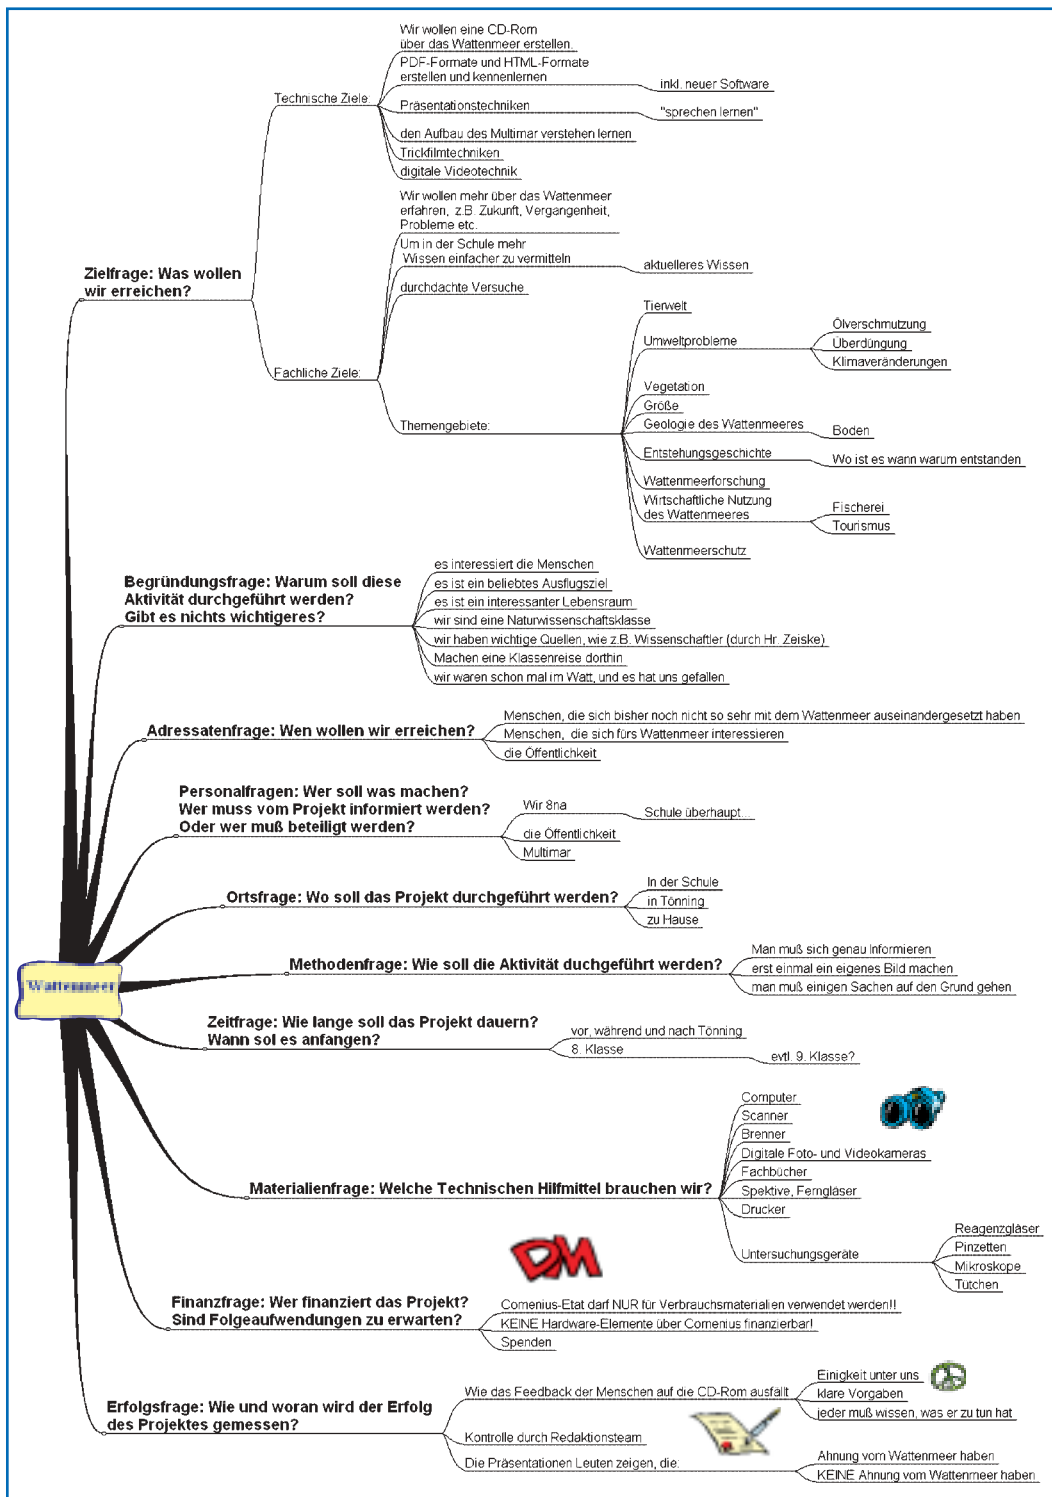 Wir wollen eine CD-Rom
über das Wattenmeer erstellen.
PDF-Formate und HTML-Formate
erstellen und kennenlernen
inkl. neuer Software
Technische Ziele:
Präsentationstechniken
"sprechen lernen"
den Aufbau des Multimar verstehen lernen
Trickfilmtechniken
digitale Videotechnik
Wir wollen mehr über das Wattenmeer
erfahren, z.B. Zukunft, Vergangenheit,
Probleme etc.
Um in der Schule mehr
Wissen einfacher zu vermitteln
aktuelleres Wissen
Zielfrage: Was wollen
wir erreichen?
durchdachte Versuche
Fachliche Ziele:
Themengebiete:
Tierwelt
Umweltprobleme
Ölverschmutzung
Überdüngung
Klimaveränderungen
Vegetation
Größe
Geologie des Wattenmeeres
Boden
Entstehungsgeschichte
Wo ist es wann warum entstanden
Wattenmeerforschung
Wirtschaftliche Nutzung
des Wattenmeeres
Fischerei
Tourismus
Wattenmeerschutz
Begründungsfrage: Warum soll diese
Aktivität durchgeführt werden?
Gibt es nichts wichtigeres?
es interessiert die Menschen
es ist ein beliebtes Ausflugsziel
es ist ein interessanter Lebensraum
wir sind eine Naturwissenschaftsklasse
wir haben wichtige Quellen, wie z.B. Wissenschaftler (durch Hr. Zeiske)
Machen eine Klassenreise dorthin
wir waren schon mal im Watt, und es hat uns gefallen
Adressatenfrage: Wen wollen wir erreichen?
Menschen, die sich bisher noch nicht so sehr mit dem Wattenmeer auseinandergesetzt haben
Menschen, die sich fürs Wattenmeer interessieren
die Öffentlichkeit
Personalfragen: Wer soll was machen?
Wer muss vom Projekt informiert werden?
Oder wer muß beteiligt werden?
Wir 8na
Schule überhaupt...
die Öffentlichkeit
Multimar
Ortsfrage: Wo soll das Projekt durchgeführt werden?
In der Schule
in Tönning
zu Hause
Wattenmeer
Methodenfrage: Wie soll die Aktivität duchgeführt werden?
Man muß sich genau Informieren
erst einmal ein eigenes Bild machen
man muß einigen Sachen auf den Grund gehen
Zeitfrage: Wie lange soll das Projekt dauern?
Wann sol es anfangen?
vor, während und nach Tönning
8. Klasse
evtl. 9. Klasse?
Materialienfrage: Welche Technischen Hilfmittel brauchen wir?
Computer
Scanner
Brenner
Digitale Foto- und Videokameras
Fachbücher
Spektive, Ferngläser
Drucker
Untersuchungsgeräte
Reagenzgläser
Pinzetten
Mikroskope
Tütchen
DM
Finanzfrage: Wer finanziert das Projekt?
Sind Folgeaufwendungen zu erwarten?
Comenius-Etat darf NUR für Verbrauchsmaterialien verwendet werden!!
KEINE Hardware-Elemente über Comenius finanzierbar!
Spenden
Erfolgsfrage: Wie und woran wird der Erfolg
des Projektes gemessen?
Wie das Feedback der Menschen auf die CD-Rom ausfällt
Einigkeit unter uns
klare Vorgaben
jeder muß wissen, was er zu tun hat
Kontrolle durch Redaktionsteam
Die Präsentationen Leuten zeigen, die:
Ahnung vom Wattenmeer haben
KEINE Ahnung vom Wattenmeer haben